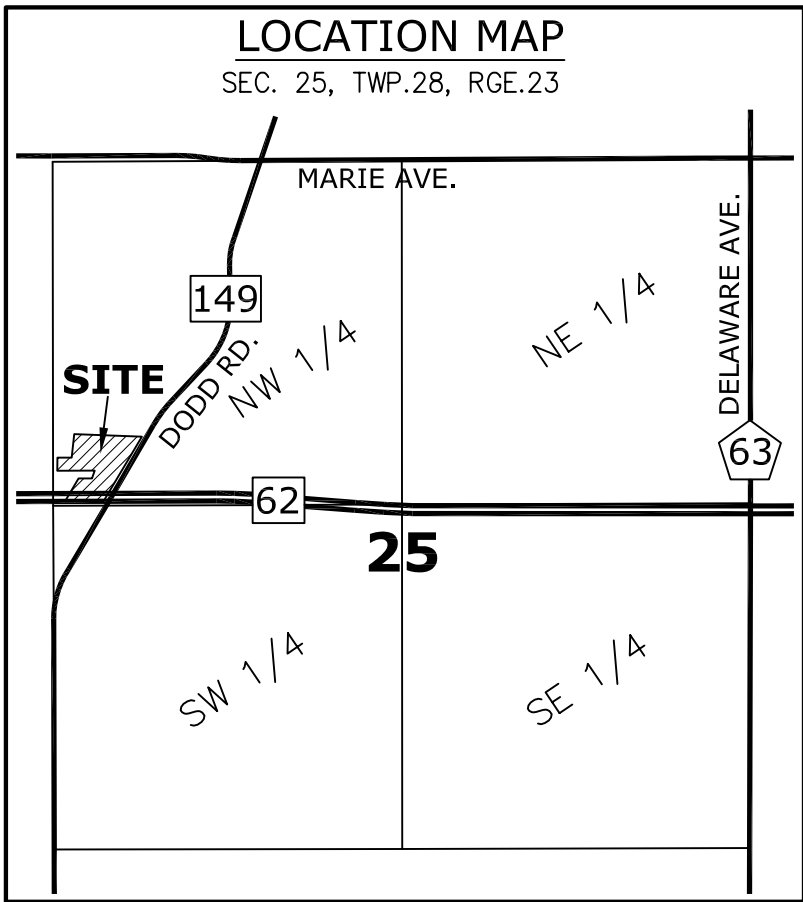 LOCATION MAP
SEC. 25, TWP.28, RGE.23
MARIE AVE.
DELAWARE AVE.
149
NE 1/4
DODD RD.
NW 1/4
SITE
63
62
25
SW 1/4
SE 1/4